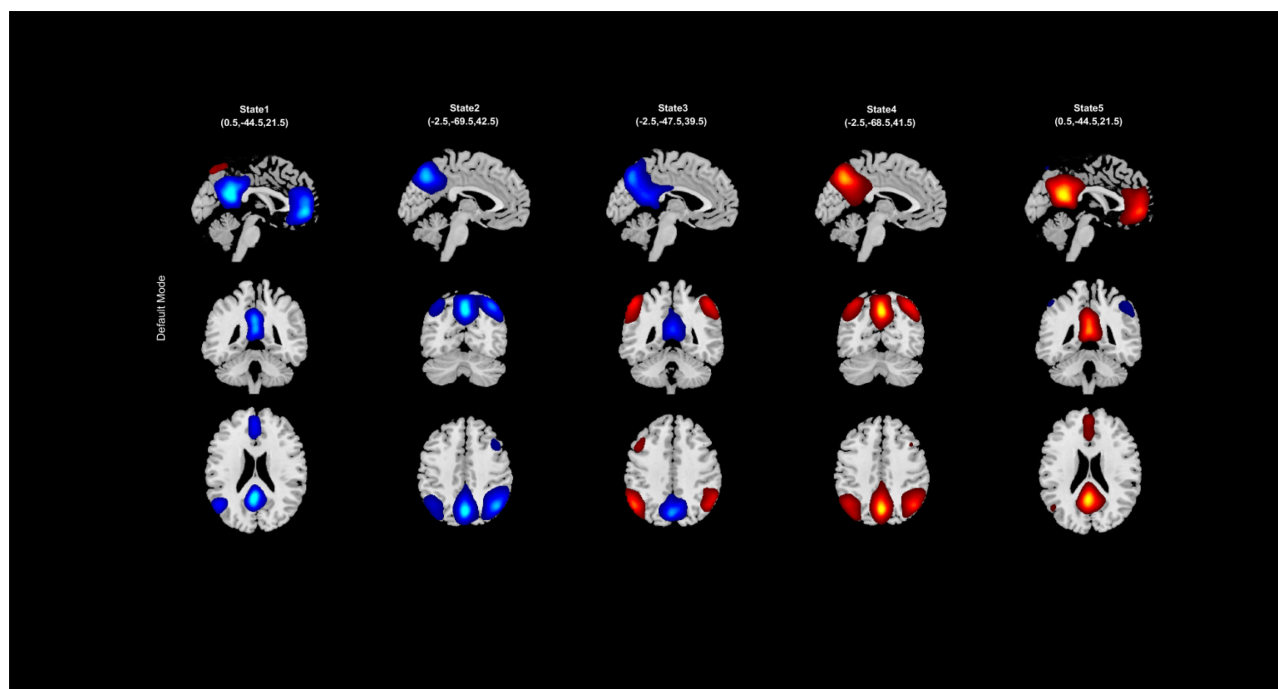 State1
(0.5,-44.5,21.5)
State2
(-2.5,-69.5,42.5)
State3
(-2.5,-47.5,39.5)
State4
(-2.5,-68.5,41.5)
State5
(0.5,-44.5,21.5)
Default Mode